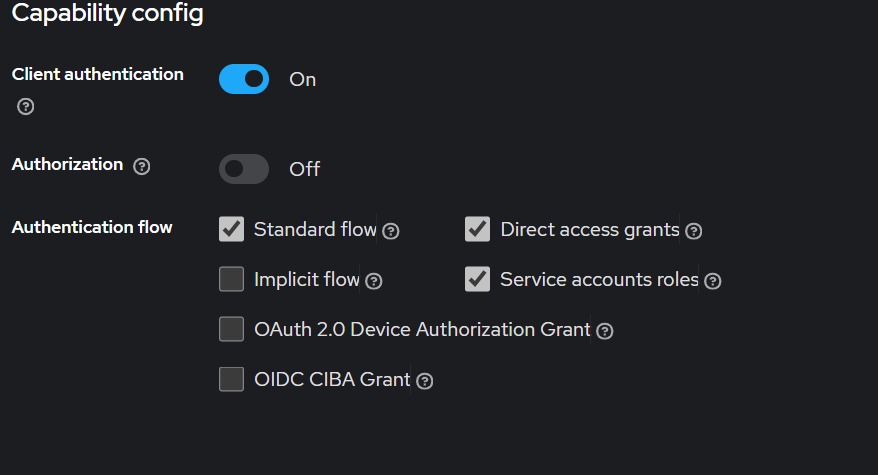 Capability config
Client authentication
On
Authorization
Off
Authentication flow
Standard flow
Direct access grants
Implicit flow
Service accounts roles
OAuth 2.0 Device Authorization Grant
OIDC CIBA Grant